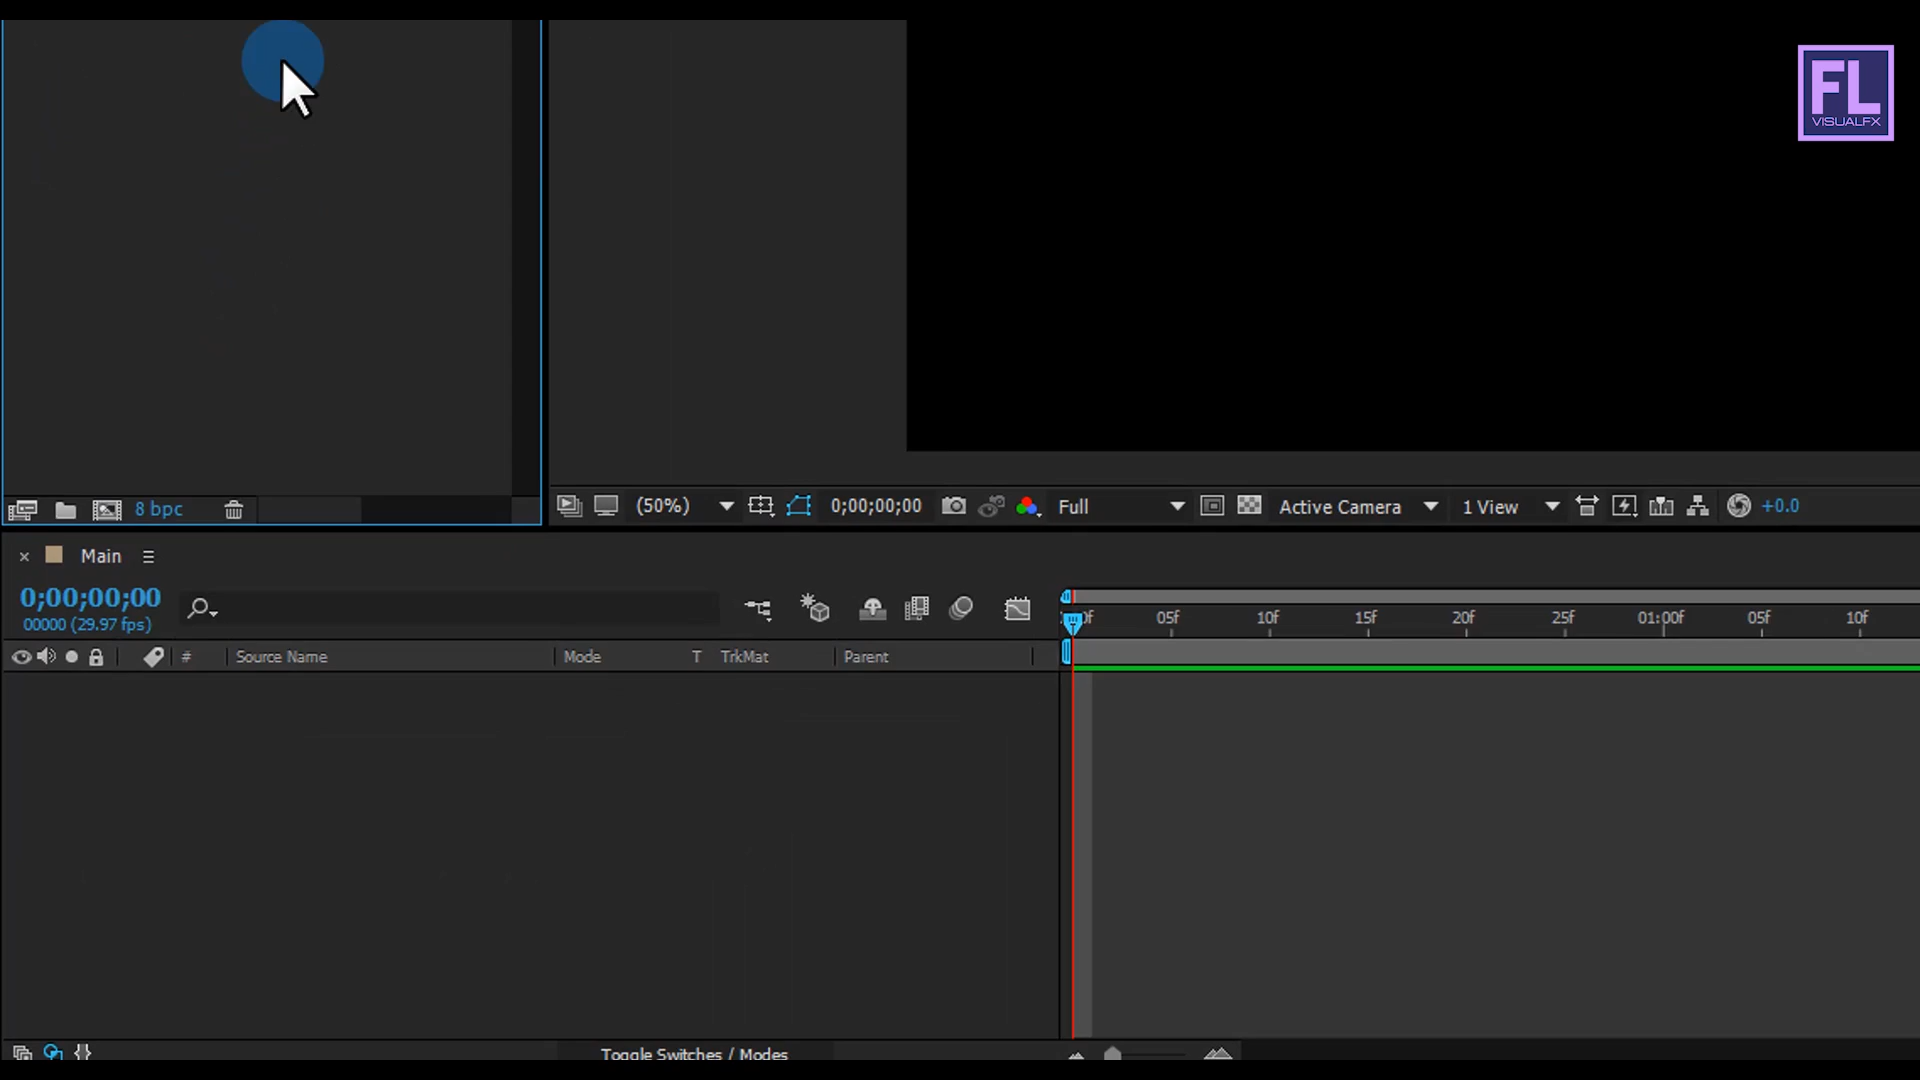 FL
VISUALFX
8 bpc
(50%) 0;00;00;00 Full Active Camera 1 View +0.0
Main
0;00;00;00
00000 (29.97 fps)
0f 05f 10f 15f 20f 25f 01:00f 05f 10f
# Source Name Mode T TrkMat Parent
Toggle Switches / Modes